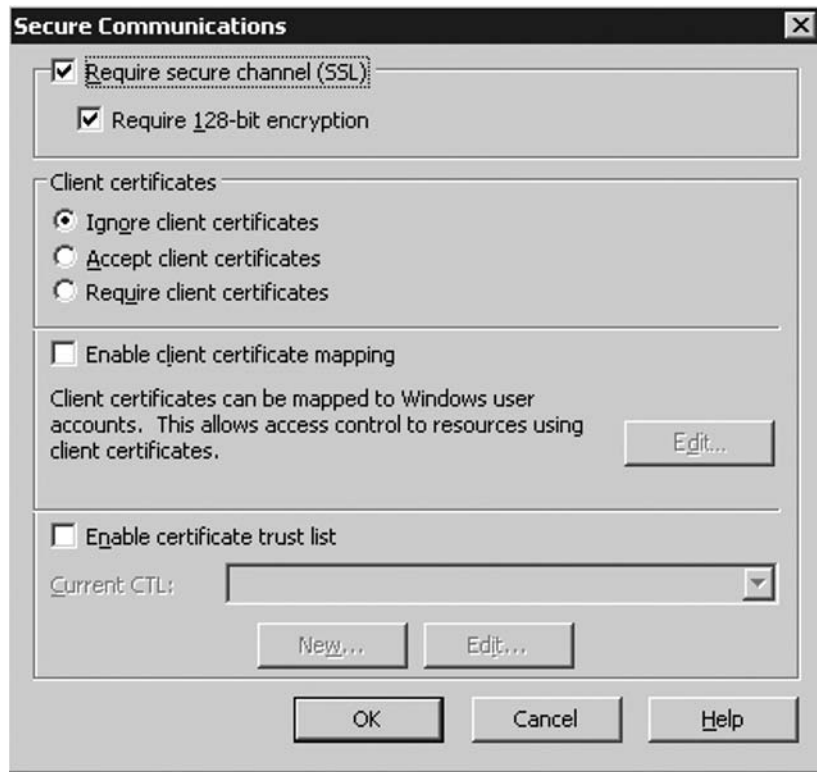 Secure Communications
Require secure channel (SSL)
Require 128-bit encryption
Client certificates
Ignore client certificates
Accept client certificates
Require client certificates
Enable client certificate mapping
Client certificates can be mapped to Windows user
accounts. This allows access control to resources using
client certificates.
Edit...
Enable certificate trust list
Current CTL:
New... Edit...
OK Cancel Help